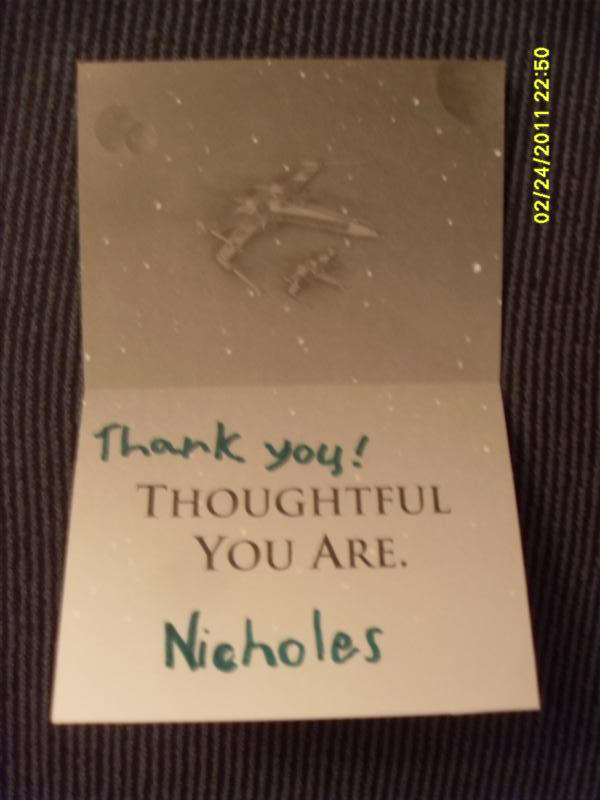 02/24/2011 22:50
Thank you!
THOUGHTFUL
YOU ARE.
Nicholes